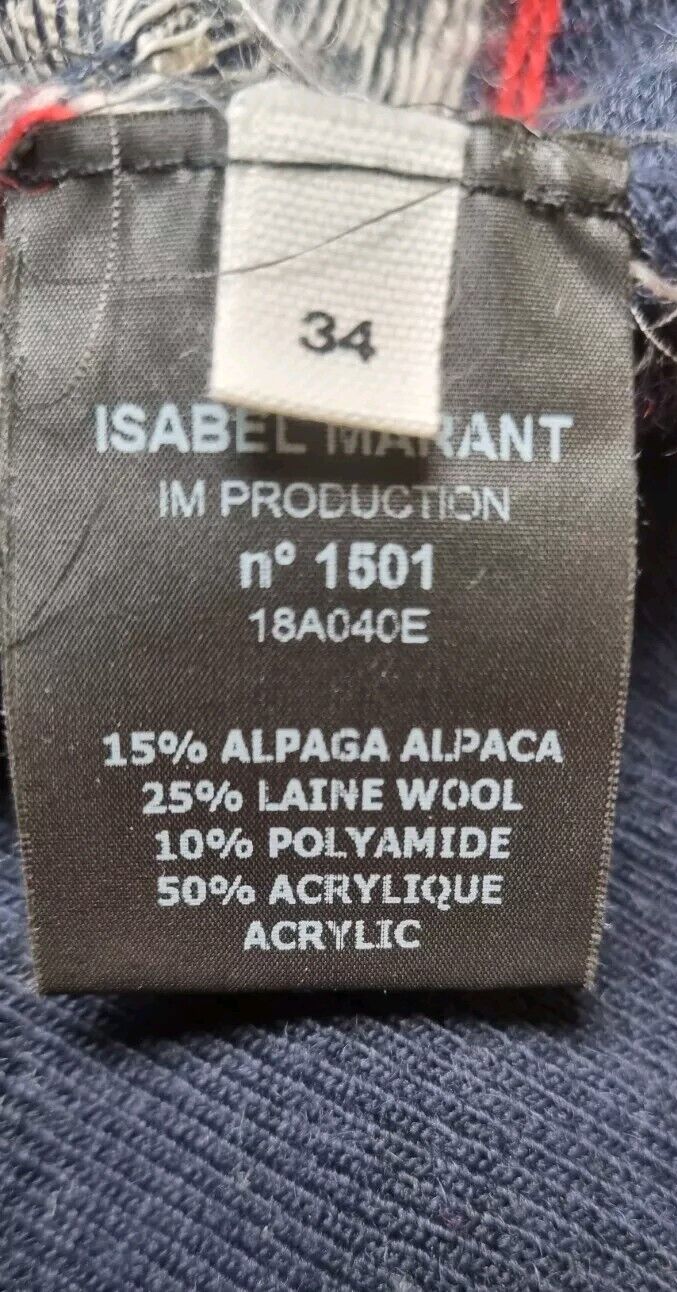 34
ISABEL MARANT
IM PRODUCTION
n° 1501
18A040E
15% ALPAGA ALPACA
25% LAINE WOOL
10% POLYAMIDE
50% ACRYLIQUE
ACRYLIC